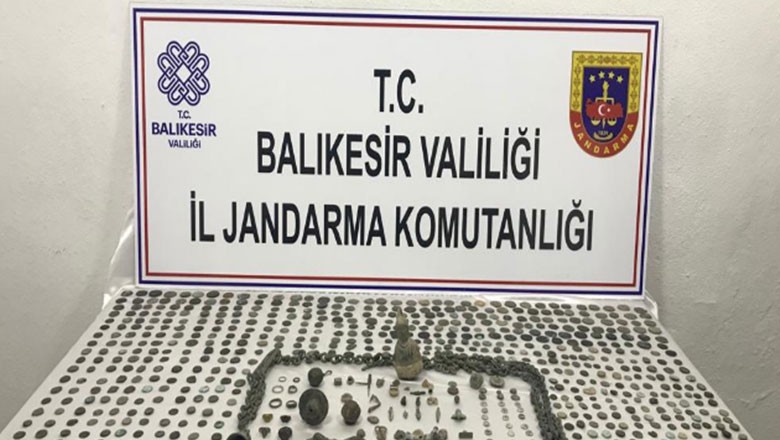 T.C.
BALIKESİR
VALİLİĞİ
T.C.
BALIKESİR VALİLİĞİ
İL JANDARMA KOMUTANLIĞI
JANDARMA